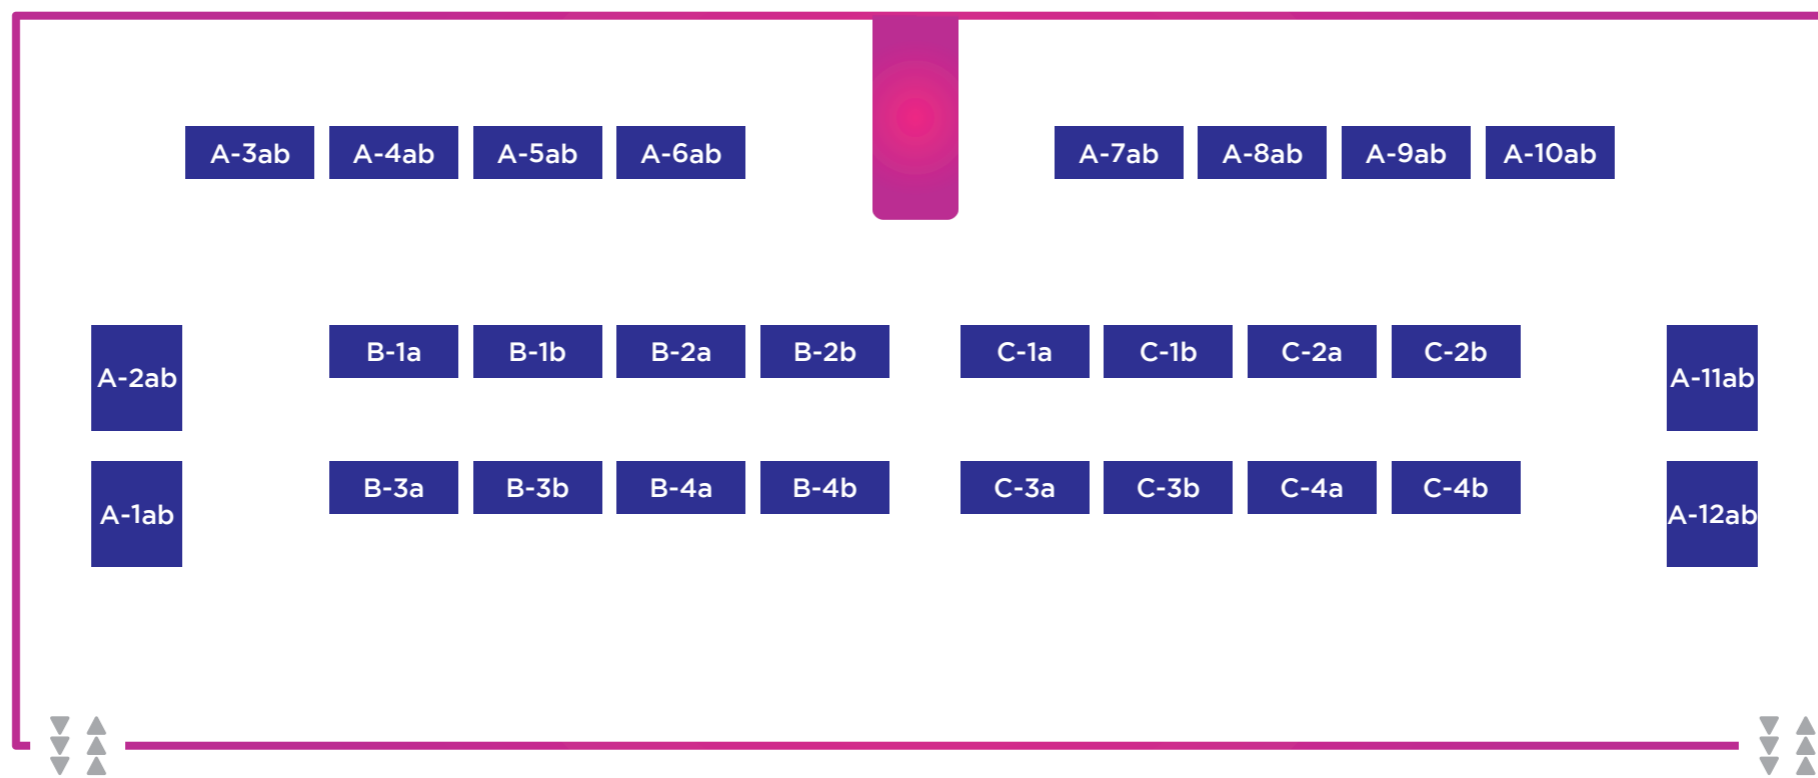 A-3ab A-4ab A-5ab A-6ab A-7ab A-8ab A-9ab A-10ab
B-1a B-1b B-2a B-2b C-1a C-1b C-2a C-2b
A-2ab A-11ab
B-3a B-3b B-4a B-4b C-3a C-3b C-4a C-4b
A-1ab A-12ab